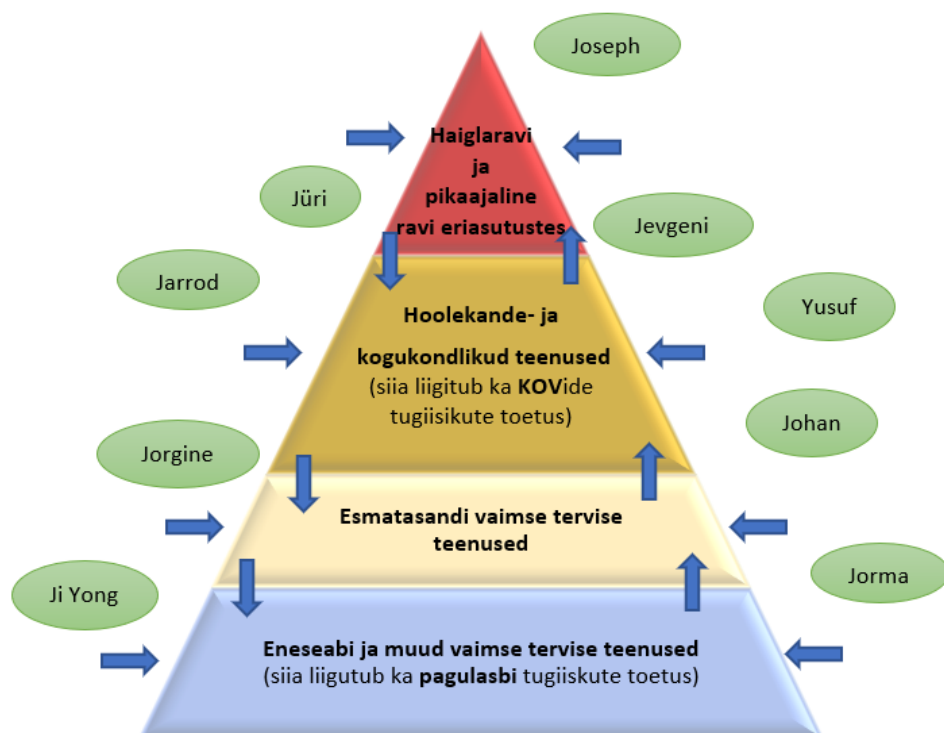 Joseph
Haiglaravi
ja
pikaajaline
ravi eriasutustes
Jüri
Jevgeni
Jarrod
Yusuf
Hoolekande- ja
kogukondlikud teenused
(siia liigitub ka KOVide
tugiisikute toetus)
Johan
Jorgine
Esmatasandi vaimse tervise
teenused
Jorma
Ji Yong
Eneseabi ja muud vaimse tervise teenused
(siia liigutub ka pagulasbi tugiiskute toetus)